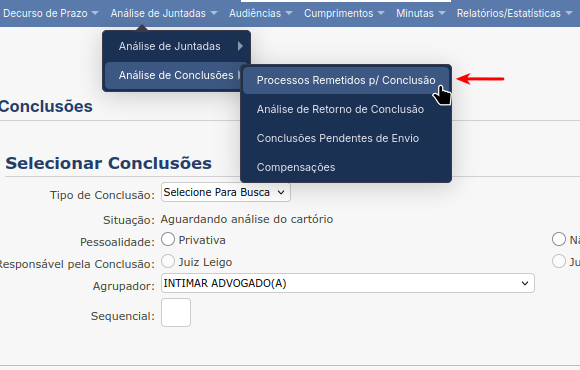 Decurso de Prazo Análise de Juntadas Audiências Cumprimentos Minutas Relatórios/Estatísticas
Análise de Juntadas
Análise de Conclusões
Processos Remetidos p/ Conclusão
Análise de Retorno de Conclusão
Conclusões Pendentes de Envio
Compensações
Conclusões
Selecionar Conclusões
Tipo de Conclusão: Selecione Para Busca
Situação: Aguardando análise do cartório
Pessoalidade: Privativa Nã
Responsável pela Conclusão: Juiz Leigo Ju
Agrupador: INTIMAR ADVOGADO(A)
Sequencial: